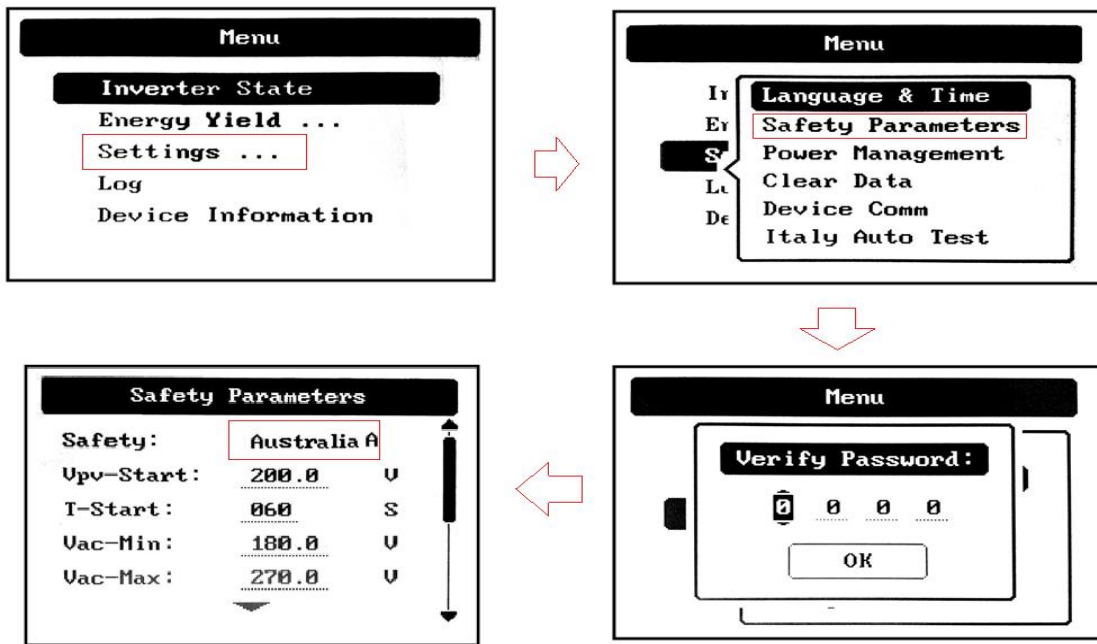 Menu
Inverter State
Energy Yield ...
Settings ...
Log
Device Information
Menu
Language & Time
Safety Parameters
Power Management
Clear Data
Device Comm
Italy Auto Test
Safety Parameters
Safety: Australia A
Vpv-Start: 200.0 V
T-Start: 060 S
Vac-Min: 180.0 V
Vac-Max: 270.0 V
Menu
Verify Password:
0 0 0 0
OK